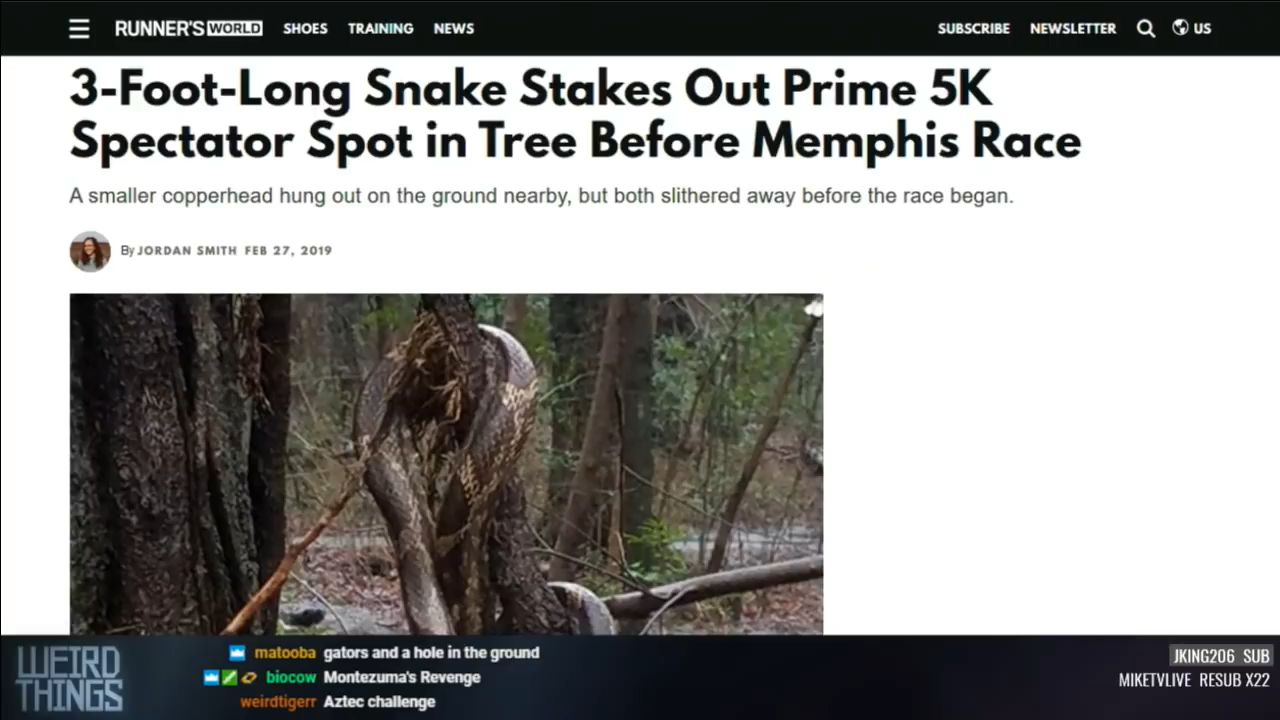 RUNNER'S WORLD SHOES TRAINING NEWS SUBSCRIBE NEWSLETTER US
3-Foot-Long Snake Stakes Out Prime 5K
Spectator Spot in Tree Before Memphis Race
A smaller copperhead hung out on the ground nearby, but both slithered away before the race began.
By JORDAN SMITH FEB 27, 2019
WEIRD
THINGS
matooba gators and a hole in the ground
biocow Montezuma's Revenge
weirdtigerr Aztec challenge
JKING206 SUB
MIKETVLIVE RESUB X22